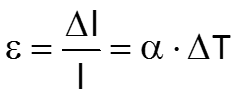 ε = Δl / l = α · ΔT